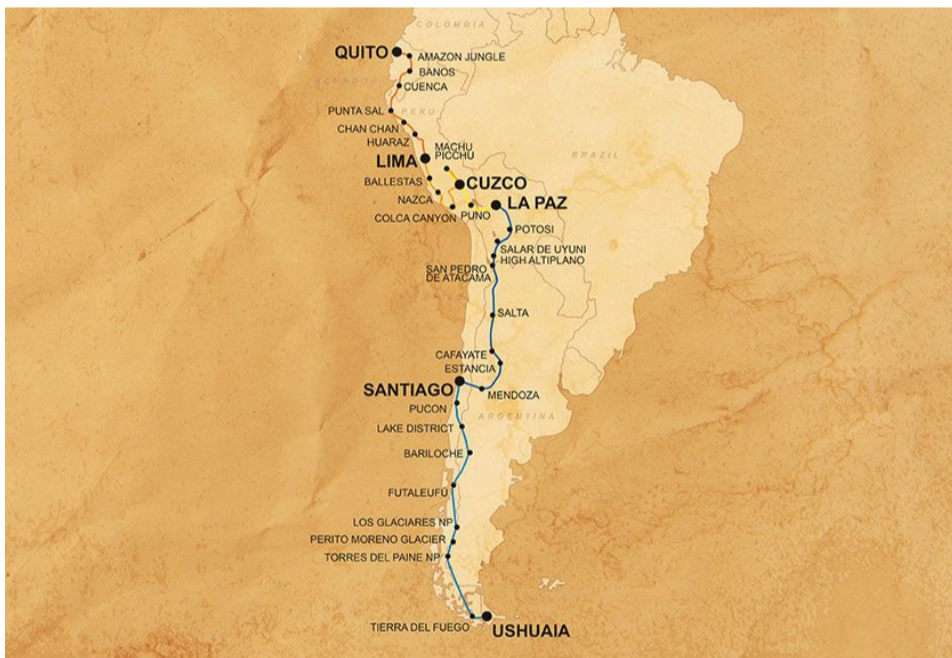 COLOMBIA
QUITO
AMAZON JUNGLE
BANOS
ECUADOR
CUENCA
PUNTA SAL
PERU
CHAN CHAN
HUARAZ
MACHU
PICCHU
LIMA
BRAZIL
BALLESTAS
CUZCO
NAZCA
LA PAZ
COLCA CANYON
PUNO
POTOSI
SALAR DE UYUNI
HIGH ALTIPLANO
SAN PEDRO
DE ATACAMA
SALTA
CAFAYATE
ESTANCIA
SANTIAGO
MENDOZA
PUCON
ARGENTINA
LAKE DISTRICT
BARILOCHE
FUTALEUFÚ
LOS GLACIARES NP
PERITO MORENO GLACIER
TORRES DEL PAINE NP
TIERRA DEL FUEGO
USHUAIA